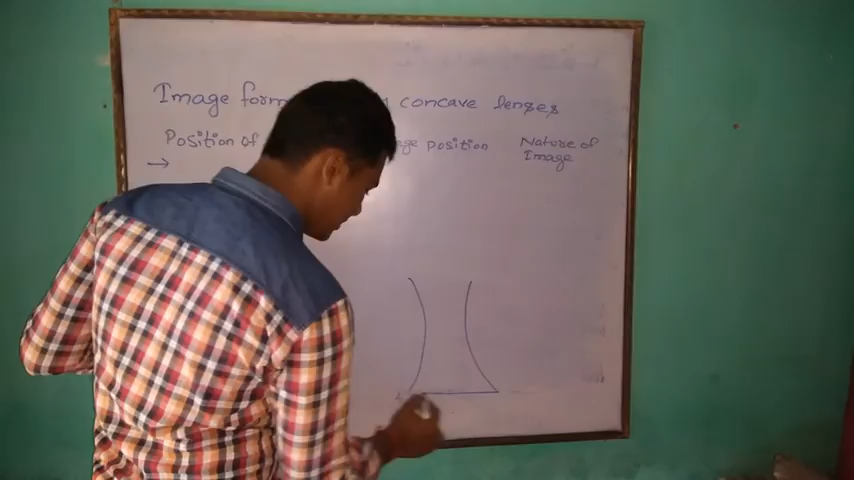 Image form concave lenses
Position of ge position Nature of
Image
→